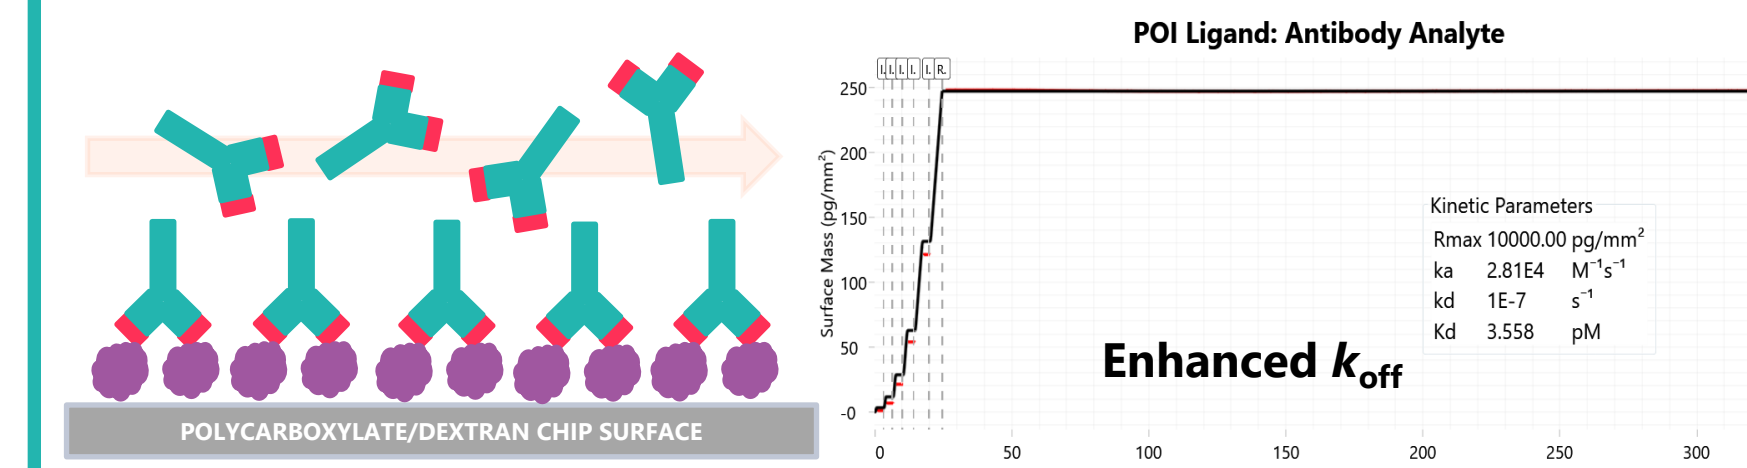 POLYCARBOXYLATE/DEXTRAN CHIP SURFACE
POI Ligand: Antibody Analyte
I. I. I. I. I. R.
Surface Mass (pg/mm²)
250
200
150
100
50
-0
0 50 100 150 200 250 300
Kinetic Parameters
Rmax 10000.00 pg/mm²
ka 2.81E4 M⁻¹s⁻¹
kd 1E-7 s⁻¹
Kd 3.558 pM
Enhanced koff